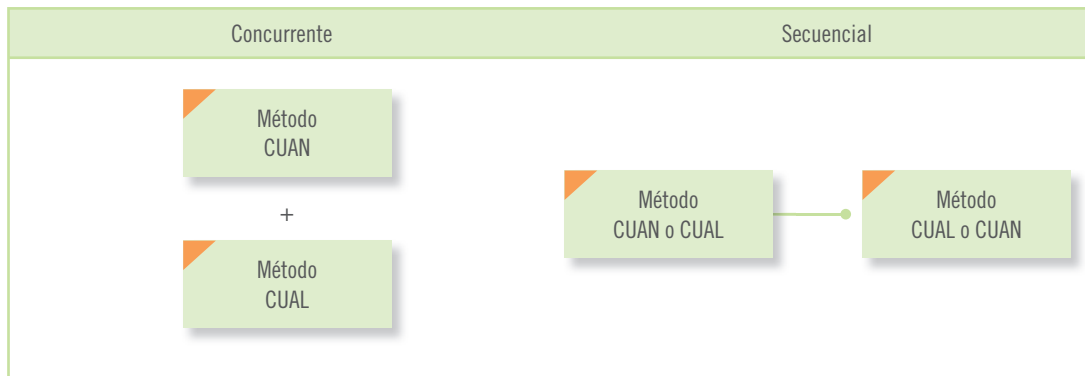 Concurrente
Secuencial
Método
CUAN
+
Método
CUAL
Método
CUAN o CUAL
Método
CUAL o CUAN